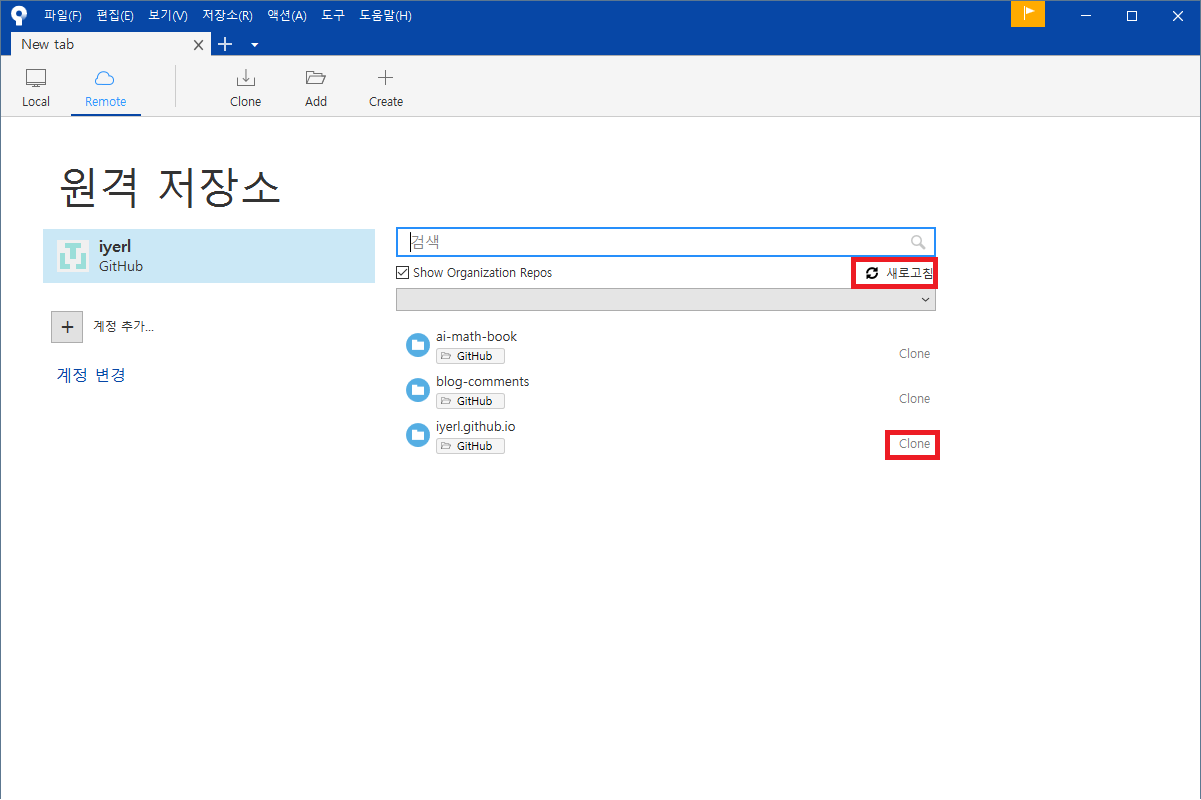 파일(F) 편집(E) 보기(V) 저장소(R) 액션(A) 도구 도움말(H)
New tab
Local Remote Clone Add Create
원격 저장소
iyerl
GitHub
계정 추가...
계정 변경
검색
Show Organization Repos 새로고침
ai-math-book
GitHub Clone
blog-comments
GitHub Clone
iyerl.github.io
GitHub Clone